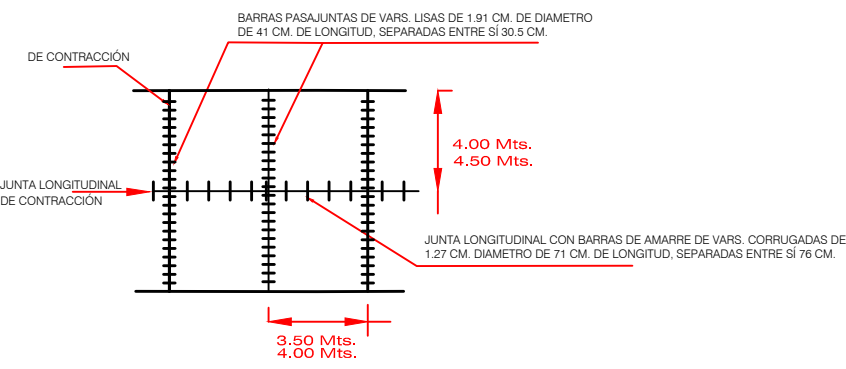 BARRAS PASAJUNTAS DE VARS. LISAS DE 1.91 CM. DE DIAMETRO
DE 41 CM. DE LONGITUD, SEPARADAS ENTRE SÍ 30.5 CM.
DE CONTRACCIÓN
4.00 Mts.
4.50 Mts.
JUNTA LONGITUDINAL
DE CONTRACCIÓN
JUNTA LONGITUDINAL CON BARRAS DE AMARRE DE VARS. CORRUGADAS DE
1.27 CM. DIAMETRO DE 71 CM. DE LONGITUD, SEPARADAS ENTRE SÍ 76 CM.
3.50 Mts.
4.00 Mts.